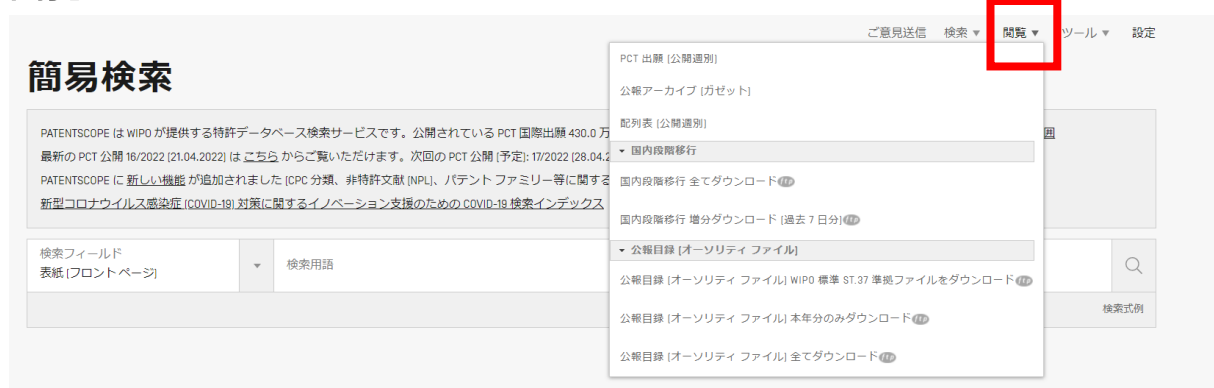 ご意見送信 検索 ▼ 閲覧 ▼ ツール ▼ 設定
簡易検索
PATENTSCOPE は WIPO が提供する特許データベース検索サービスです。公開されている PCT 国際出願 430.0 万
最新の PCT 公開 16/2022 [21.04.2022] は こちら からご覧いただけます。次回の PCT 公開 [予定]: 17/2022 [28.04.2
PATENTSCOPE に 新しい機能 が追加されました [CPC 分類、非特許文献 [NPL]、パテント ファミリー等に関する
新型コロナウイルス感染症 [COVID-19] 対策に関するイノベーション支援のための COVID-19 検索インデックス
囲
検索フィールド
表紙 [フロント ページ]
検索用語
検索式例
PCT 出願 [公開週別]
公報アーカイブ [ガゼット]
配列表 [公開週別]
▼ 国内段階移行
国内段階移行 全てダウンロード ftp
国内段階移行 増分ダウンロード [過去 7 日分] ftp
▼ 公報目録 [オーソリティ ファイル]
公報目録 [オーソリティ ファイル] WIPO 標準 ST.37 準拠ファイルをダウンロード ftp
公報目録 [オーソリティ ファイル] 本年分のみダウンロード ftp
公報目録 [オーソリティ ファイル] 全てダウンロード ftp